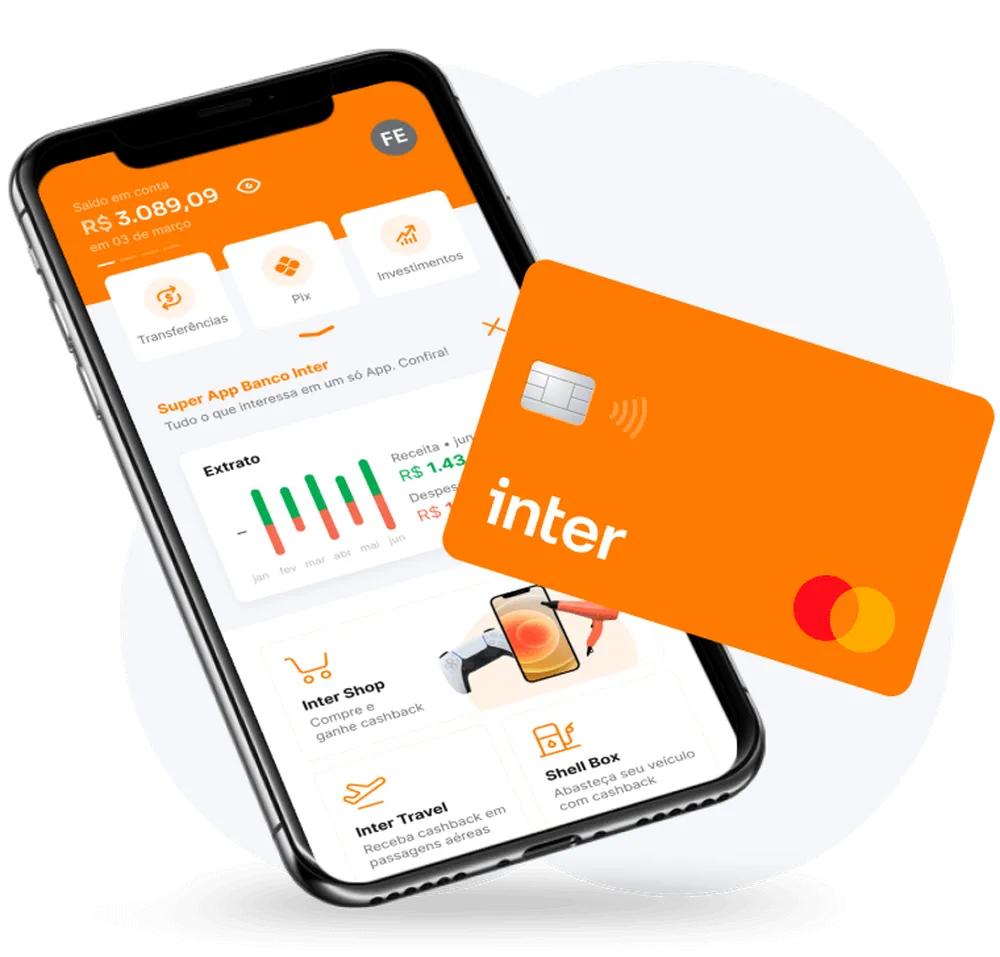 FE
Saldo em conta
R$ 3.089,09
em 03 de março
Transferências
Pix
Investimentos
Super App Banco Inter
Tudo o que interessa em um só App. Confira!
Extrato
Receita • jun
R$ 1.43
Despes
R$ 1
jan fev mar abr mai jun
inter
Inter Shop
Compre e
ganhe cashback
Inter Travel
Receba cashback em
passagens aéreas
Shell Box
Abasteça seu veículo
com cashback